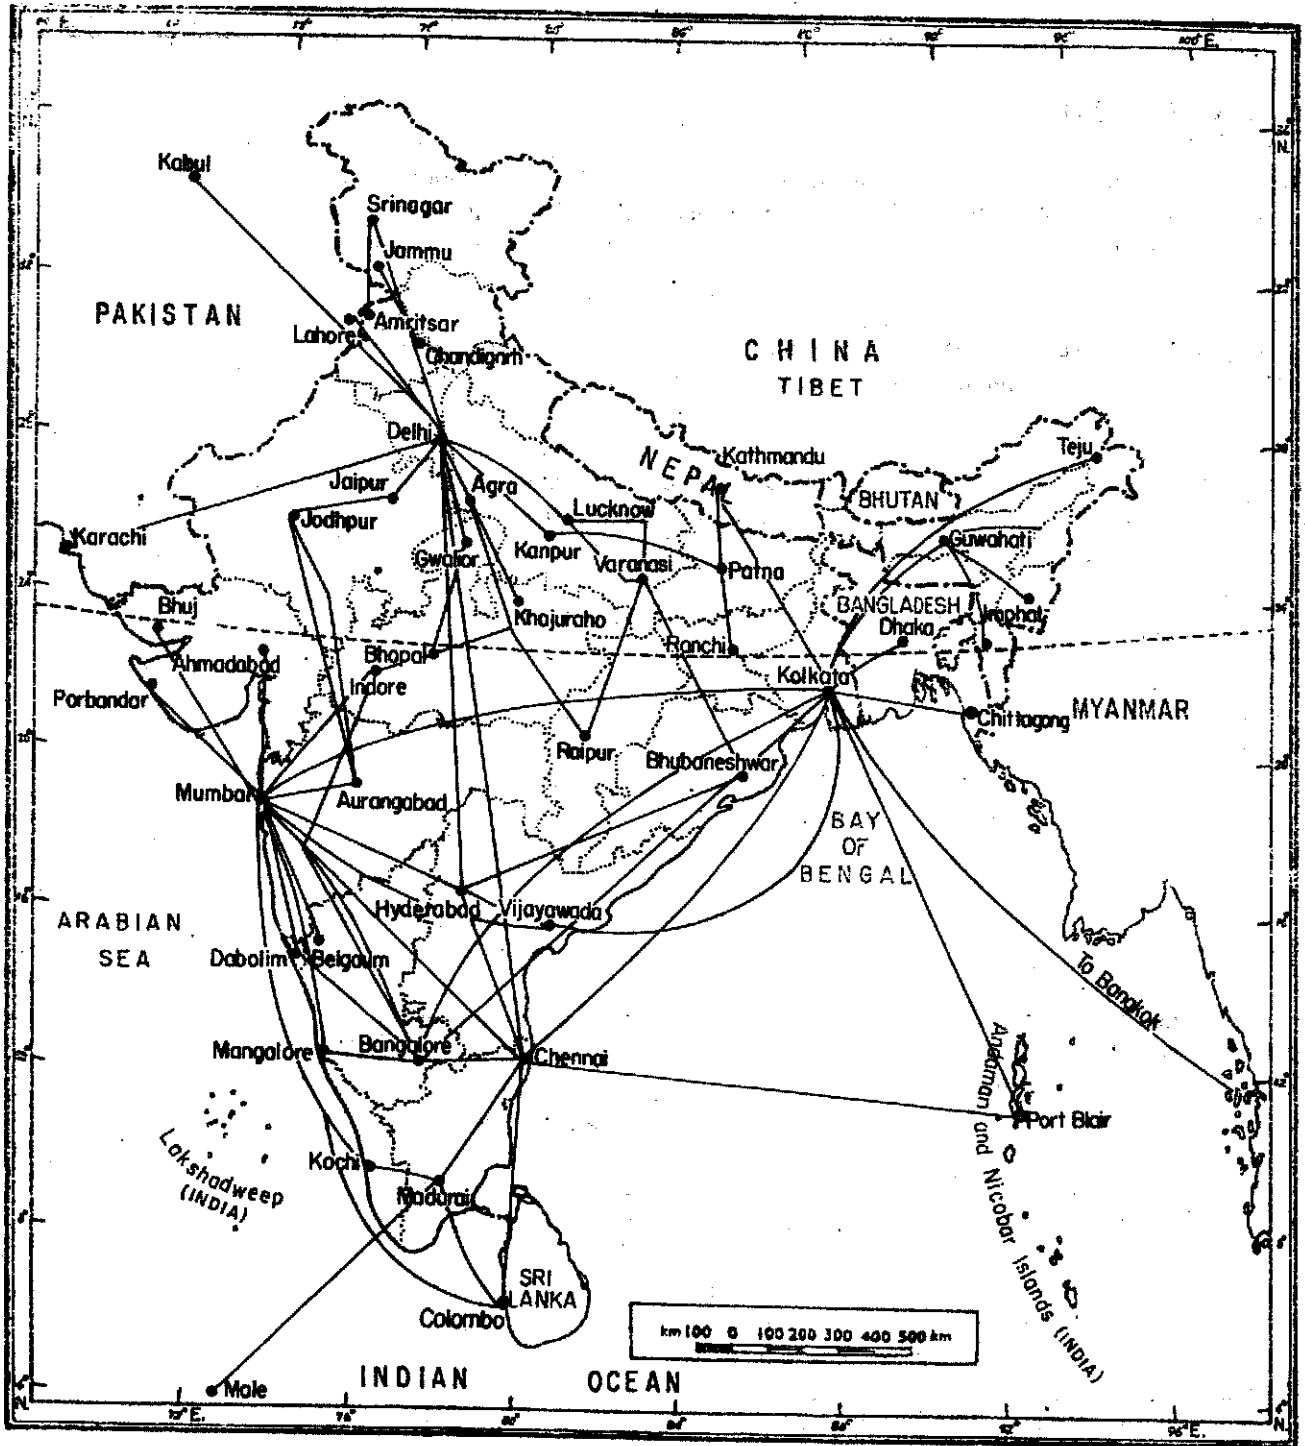 100° E.
N.
Kabul
Srinagar
Jammu
PAKISTAN
Lahore
Amritsar
Chandigarh
CHINA
TIBET
Delhi
NEPAL
Kathmandu
Teju
Jaipur
Agra
BHUTAN
Jodhpur
Lucknow
Karachi
Kanpur
Guwahati
Gwalior
Varanasi
Patna
Bhuj
Khajuraho
BANGLADESH
Imphal
Dhaka
Ahmadabad
Bhopal
Ranchi
Indore
Kolkata
Porbandar
Chittagong
MYANMAR
Raipur
Bhubaneshwar
Mumbai
Aurangabad
BAY
OF
BENGAL
ARABIAN
SEA
Hyderabad
Vijayawada
Dabolim
Belgaum
To Bangkok
Mangalore
Bangalore
Chennai
Port Blair
Andaman and Nicobar Islands (INDIA)
Lakshadweep
(INDIA)
Kochi
Madurai
SRI
LANKA
Colombo
km 100 0 100 200 300 400 500 km
INDIAN OCEAN
Male
N.
N.